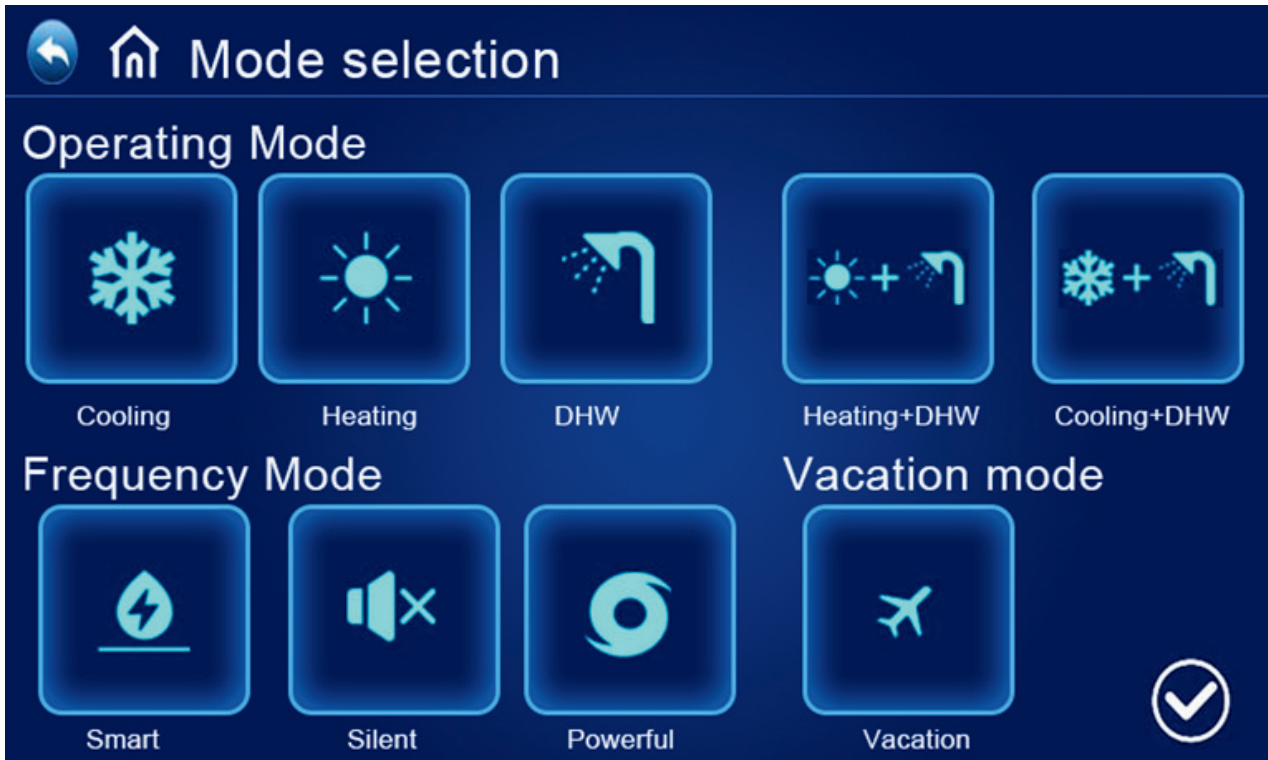 Mode selection
Operating Mode
Cooling Heating DHW Heating+DHW Cooling+DHW
Frequency Mode Vacation mode
Smart Silent Powerful Vacation